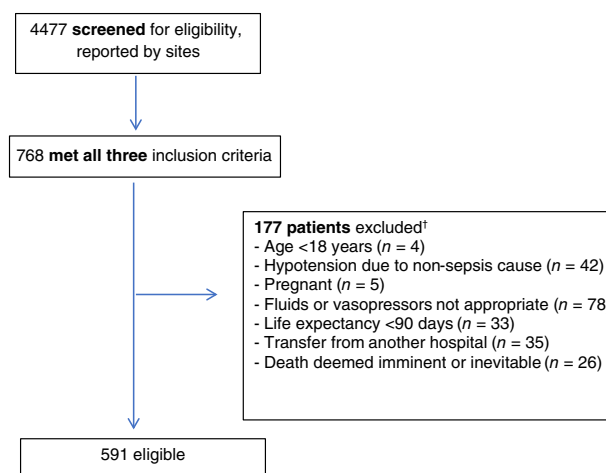 4477 screened for eligibility,
reported by sites
768 met all three inclusion criteria
177 patients excluded†
- Age <18 years (n = 4)
- Hypotension due to non-sepsis cause (n = 42)
- Pregnant (n = 5)
- Fluids or vasopressors not appropriate (n = 78
- Life expectancy <90 days (n = 33)
- Transfer from another hospital (n = 35)
- Death deemed imminent or inevitable (n = 26)
591 eligible